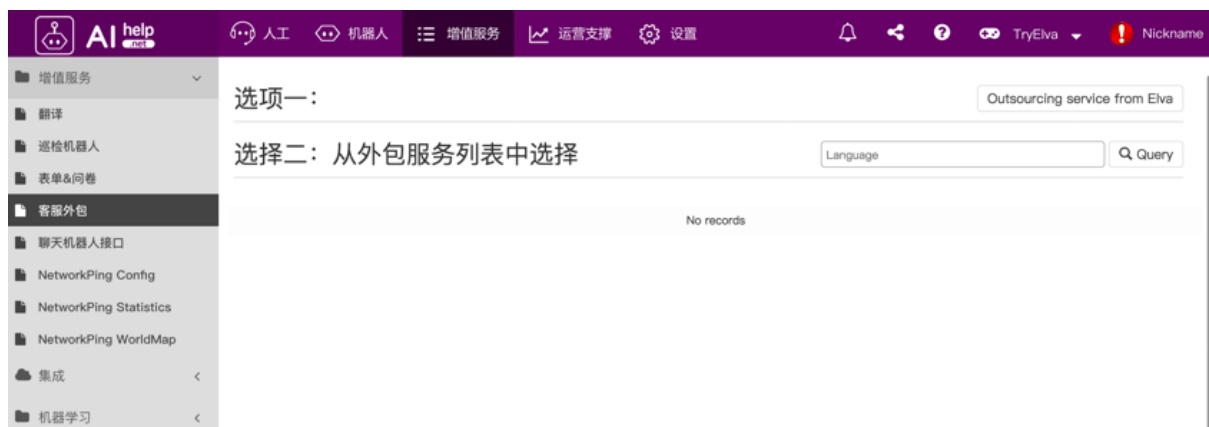 AI help .net 人工 机器人 增值服务 运营支撑 设置 TryElva Nickname
增值服务
翻译
巡检机器人
表单&问卷
客服外包
聊天机器人接口
NetworkPing Config
NetworkPing Statistics
NetworkPing WorldMap
集成
机器学习
选项一：
Outsourcing service from Elva
选择二：从外包服务列表中选择
Language
Query
No records